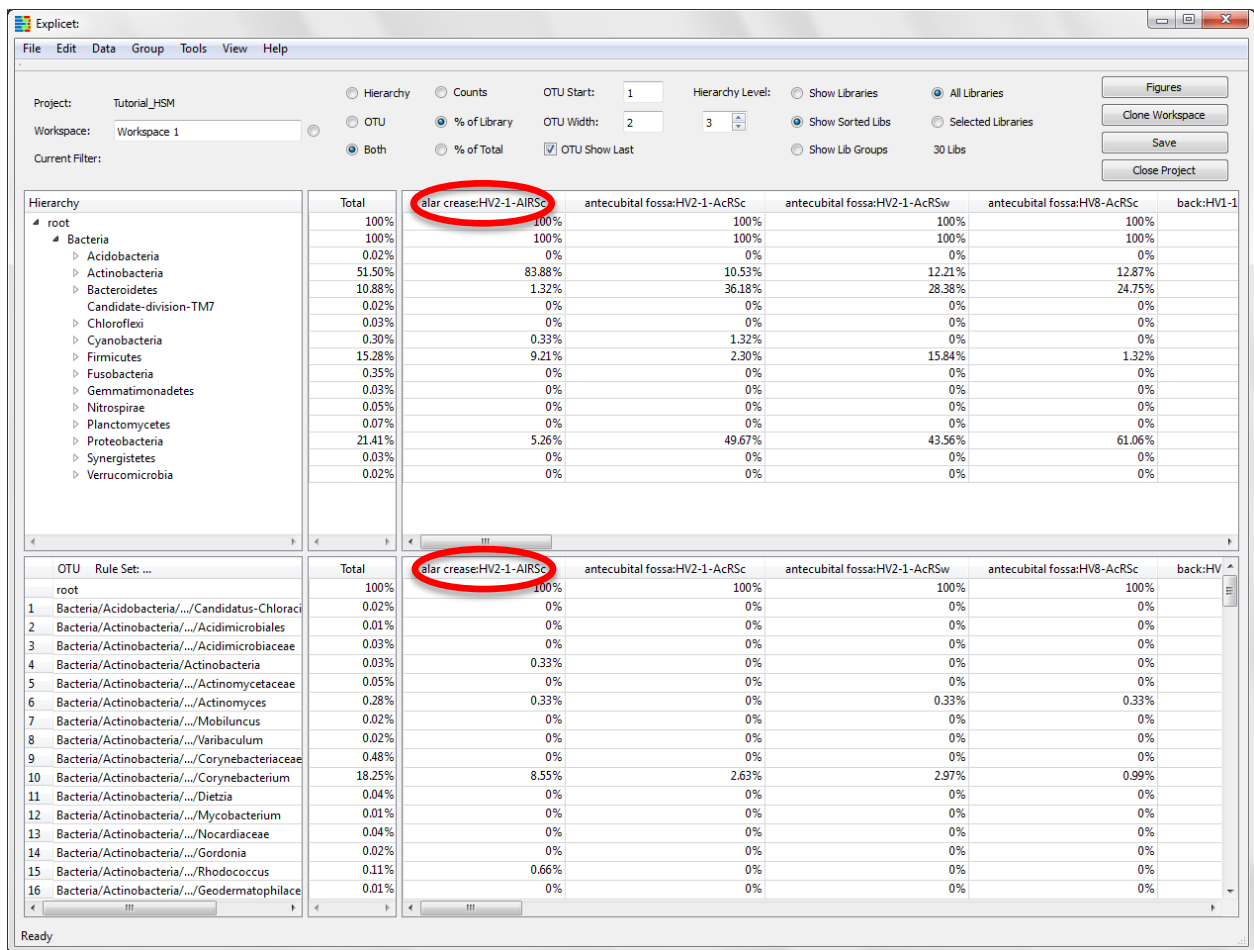 Explicet:
File Edit Data Group Tools View Help
Hierarchy Counts OTU Start: 1 Hierarchy Level: Show Libraries All Libraries Figures
Project: Tutorial_HSM
OTU % of Library OTU Width: 2 3 Show Sorted Libs Selected Libraries Clone Workspace
Workspace: Workspace 1
Both % of Total OTU Show Last Show Lib Groups 30 Libs Save
Current Filter:
Close Project
Hierarchy Total alar crease:HV2-1-AlRSc antecubital fossa:HV2-1-AcRSc antecubital fossa:HV2-1-AcRSw antecubital fossa:HV8-AcRSc back:HV1-1
root 100% 100% 100% 100% 100%
Bacteria 100% 100% 100% 100% 100%
Acidobacteria 0.02% 0% 0% 0% 0%
Actinobacteria 51.50% 83.88% 10.53% 12.21% 12.87%
Bacteroidetes 10.88% 1.32% 36.18% 28.38% 24.75%
Candidate-division-TM7 0.02% 0% 0% 0% 0%
Chloroflexi 0.03% 0% 0% 0% 0%
Cyanobacteria 0.30% 0.33% 1.32% 0% 0%
Firmicutes 15.28% 9.21% 2.30% 15.84% 1.32%
Fusobacteria 0.35% 0% 0% 0% 0%
Gemmatimonadetes 0.03% 0% 0% 0% 0%
Nitrospirae 0.05% 0% 0% 0% 0%
Planctomycetes 0.07% 0% 0% 0% 0%
Proteobacteria 21.41% 5.26% 49.67% 43.56% 61.06%
Synergistetes 0.03% 0% 0% 0% 0%
Verrucomicrobia 0.02% 0% 0% 0% 0%
OTU Rule Set: ... Total alar crease:HV2-1-AlRSc antecubital fossa:HV2-1-AcRSc antecubital fossa:HV2-1-AcRSw antecubital fossa:HV8-AcRSc back:HV
root 100% 100% 100% 100% 100%
1 Bacteria/Acidobacteria/.../Candidatus-Chloraci 0.02% 0% 0% 0% 0%
2 Bacteria/Actinobacteria/.../Acidimicrobiales 0.01% 0% 0% 0% 0%
3 Bacteria/Actinobacteria/.../Acidimicrobiaceae 0.03% 0% 0% 0% 0%
4 Bacteria/Actinobacteria/Actinobacteria 0.03% 0.33% 0% 0% 0%
5 Bacteria/Actinobacteria/.../Actinomycetaceae 0.05% 0% 0% 0% 0%
6 Bacteria/Actinobacteria/.../Actinomyces 0.28% 0.33% 0% 0.33% 0.33%
7 Bacteria/Actinobacteria/.../Mobiluncus 0.02% 0% 0% 0% 0%
8 Bacteria/Actinobacteria/.../Varibaculum 0.02% 0% 0% 0% 0%
9 Bacteria/Actinobacteria/.../Corynebacteriaceae 0.48% 0% 0% 0% 0%
10 Bacteria/Actinobacteria/.../Corynebacterium 18.25% 8.55% 2.63% 2.97% 0.99%
11 Bacteria/Actinobacteria/.../Dietzia 0.04% 0% 0% 0% 0%
12 Bacteria/Actinobacteria/.../Mycobacterium 0.01% 0% 0% 0% 0%
13 Bacteria/Actinobacteria/.../Nocardiaceae 0.04% 0% 0% 0% 0%
14 Bacteria/Actinobacteria/.../Gordonia 0.02% 0% 0% 0% 0%
15 Bacteria/Actinobacteria/.../Rhodococcus 0.11% 0.66% 0% 0% 0%
16 Bacteria/Actinobacteria/.../Geodermatophilace 0.01% 0% 0% 0% 0%
Ready